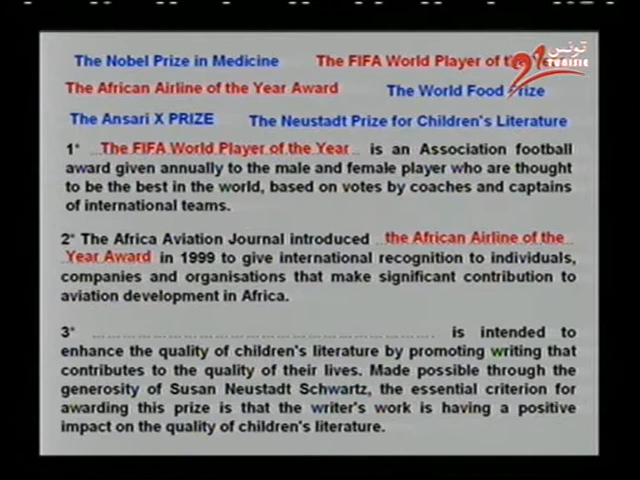 The Nobel Prize in Medicine The FIFA World Player of the Year
The African Airline of the Year Award The World Food Prize
The Ansari X PRIZE The Neustadt Prize for Children's Literature
1* The FIFA World Player of the Year is an Association football
award given annually to the male and female player who are thought
to be the best in the world, based on votes by coaches and captains
of international teams.
2* The Africa Aviation Journal introduced the African Airline of the
Year Award in 1999 to give international recognition to individuals,
companies and organisations that make significant contribution to
aviation development in Africa.
3* ................................................ is intended to
enhance the quality of children's literature by promoting writing that
contributes to the quality of their lives. Made possible through the
generosity of Susan Neustadt Schwartz, the essential criterion for
awarding this prize is that the writer's work is having a positive
impact on the quality of children's literature.
تونس
21
TUNISIE